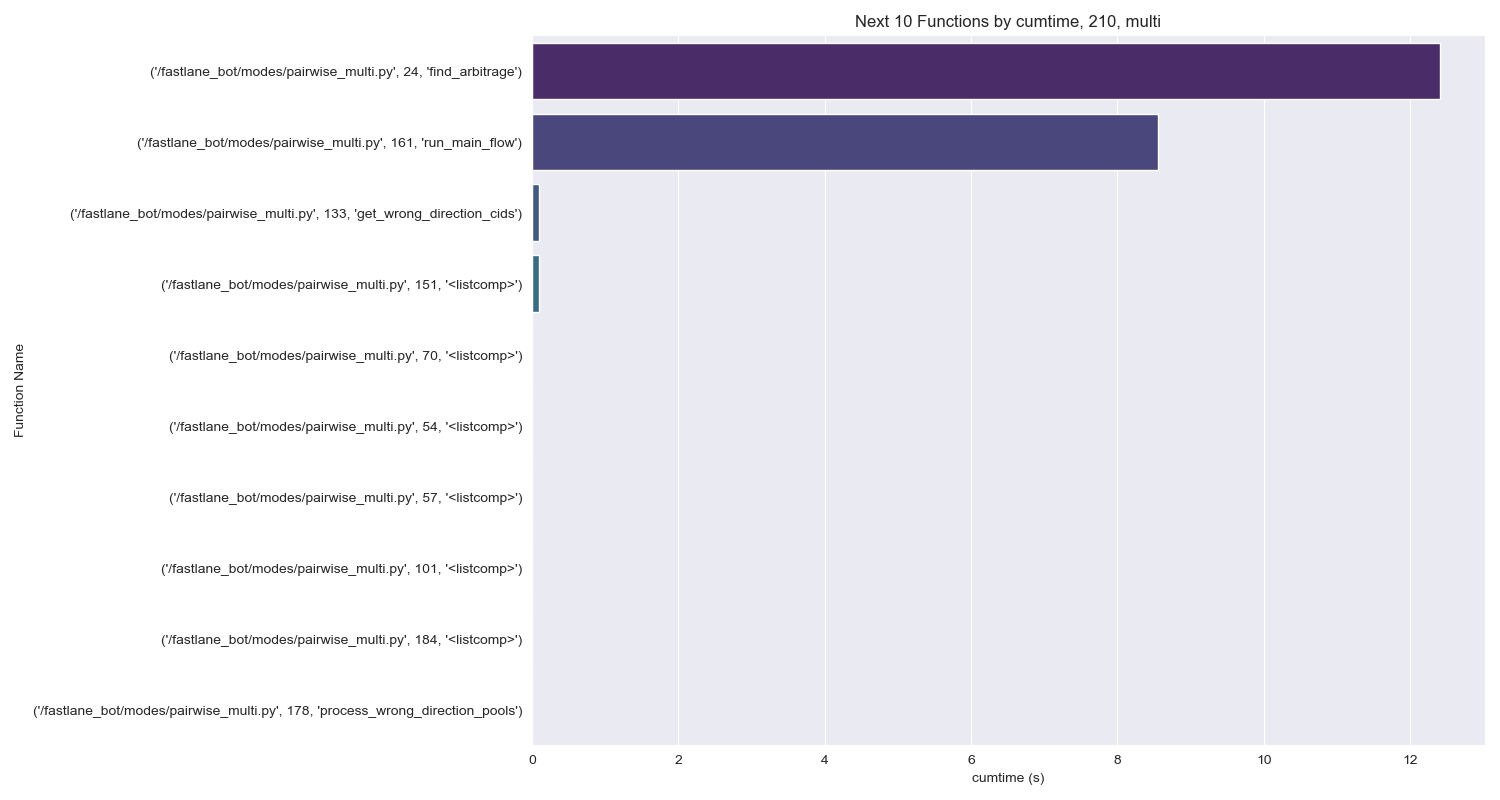 Next 10 Functions by cumtime, 210, multi
('/fastlane_bot/modes/pairwise_multi.py', 24, 'find_arbitrage')
('/fastlane_bot/modes/pairwise_multi.py', 161, 'run_main_flow')
('/fastlane_bot/modes/pairwise_multi.py', 133, 'get_wrong_direction_cids')
('/fastlane_bot/modes/pairwise_multi.py', 151, '<listcomp>')
('/fastlane_bot/modes/pairwise_multi.py', 70, '<listcomp>')
('/fastlane_bot/modes/pairwise_multi.py', 54, '<listcomp>')
('/fastlane_bot/modes/pairwise_multi.py', 57, '<listcomp>')
('/fastlane_bot/modes/pairwise_multi.py', 101, '<listcomp>')
('/fastlane_bot/modes/pairwise_multi.py', 184, '<listcomp>')
('/fastlane_bot/modes/pairwise_multi.py', 178, 'process_wrong_direction_pools')
Function Name
0 2 4 6 8 10 12
cumtime (s)